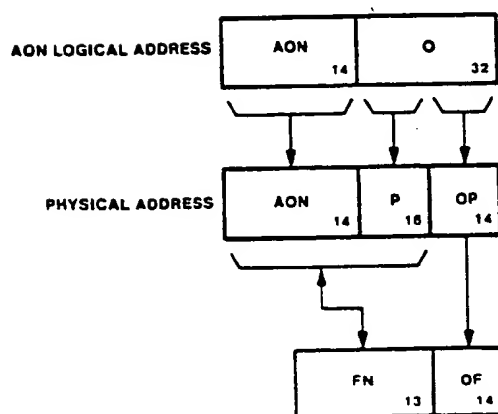 AON LOGICAL ADDRESS
AON
14
O
32
PHYSICAL ADDRESS
AON
14
P
16
OP
14
FN
13
OF
14